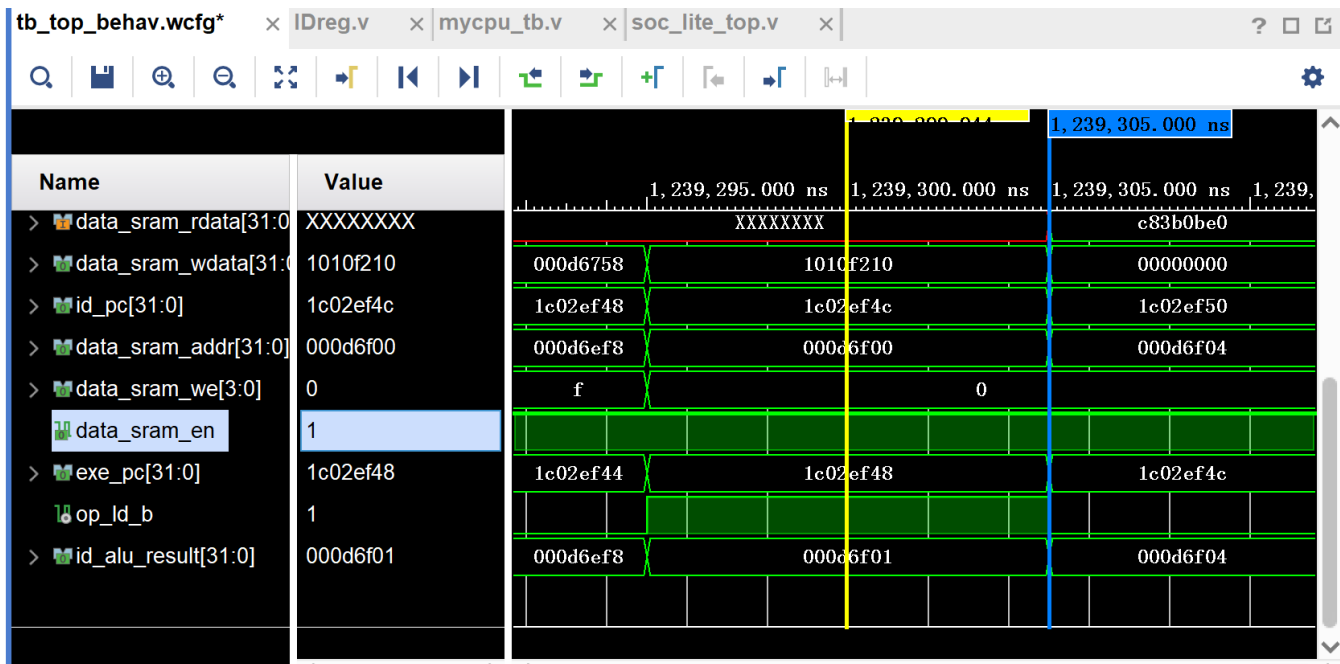 tb_top_behav.wcfg* × IDreg.v × mycpu_tb.v × soc_lite_top.v × ?
1,239,305.000 ns
Name Value 1,239,295.000 ns 1,239,300.000 ns 1,239,305.000 ns 1,239,
data_sram_rdata[31:0 XXXXXXXX XXXXXXXX c83b0be0
data_sram_wdata[31:0 1010f210 000d6758 1010f210 00000000
id_pc[31:0] 1c02ef4c 1c02ef48 1c02ef4c 1c02ef50
data_sram_addr[31:0] 000d6f00 000d6ef8 000d6f00 000d6f04
data_sram_we[3:0] 0 f 0
data_sram_en 1
exe_pc[31:0] 1c02ef48 1c02ef44 1c02ef48 1c02ef4c
op_ld_b 1
id_alu_result[31:0] 000d6f01 000d6ef8 000d6f01 000d6f04